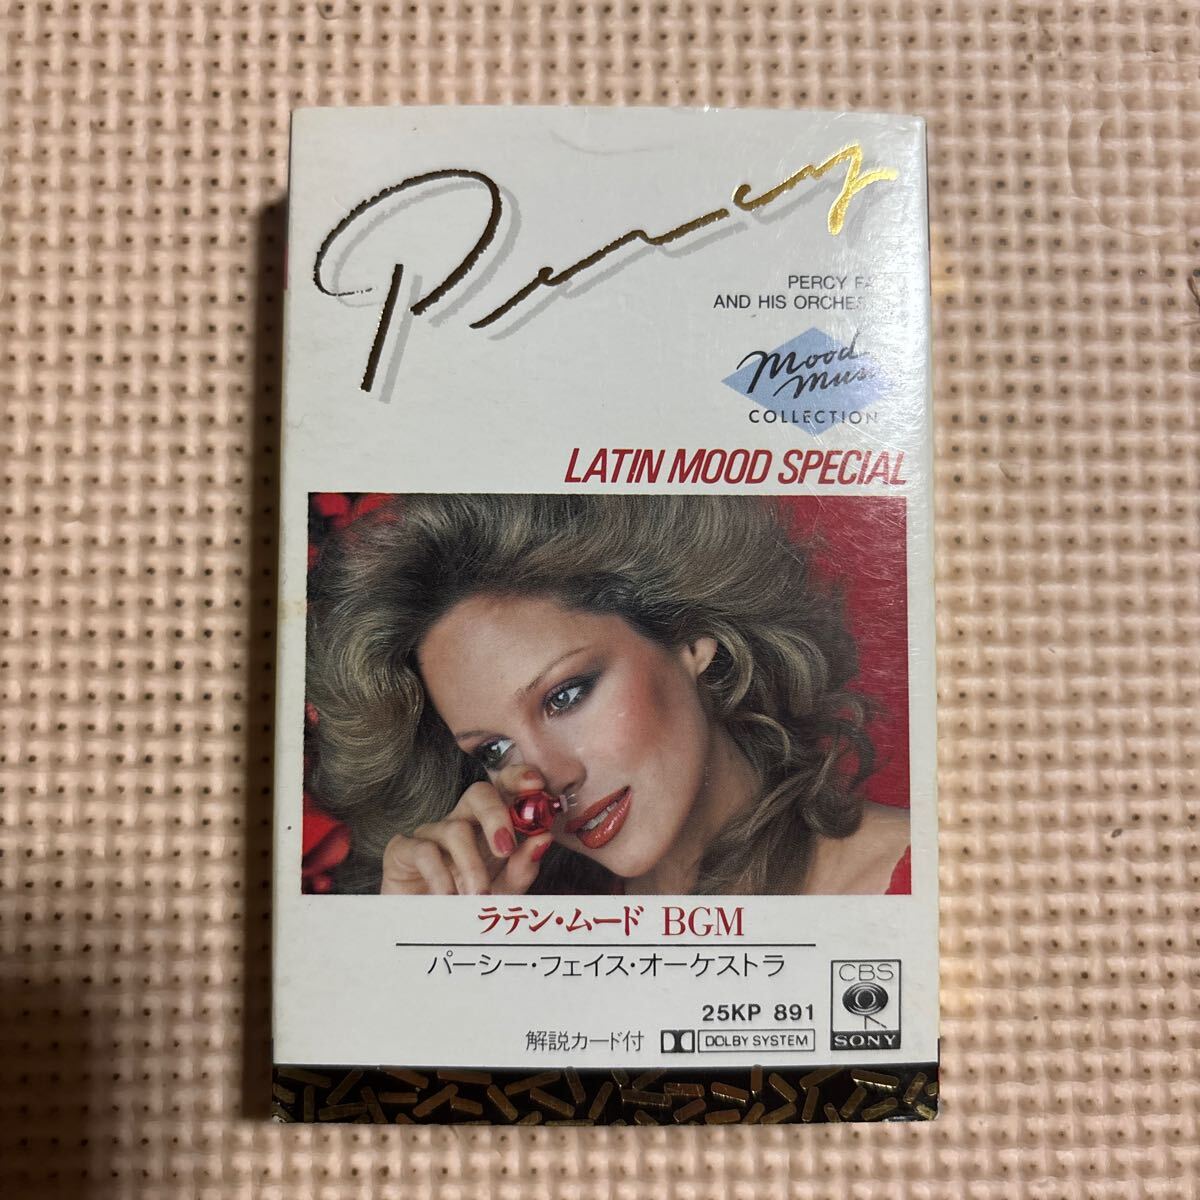 Percy
PERCY FA
AND HIS ORCHES
Mood
Mus
COLLECTION
LATIN MOOD SPECIAL
ラテン・ムード BGM
パーシー・フェイス・オーケストラ
25KP 891
解説カード付 DOLBY SYSTEM
CBS
SONY